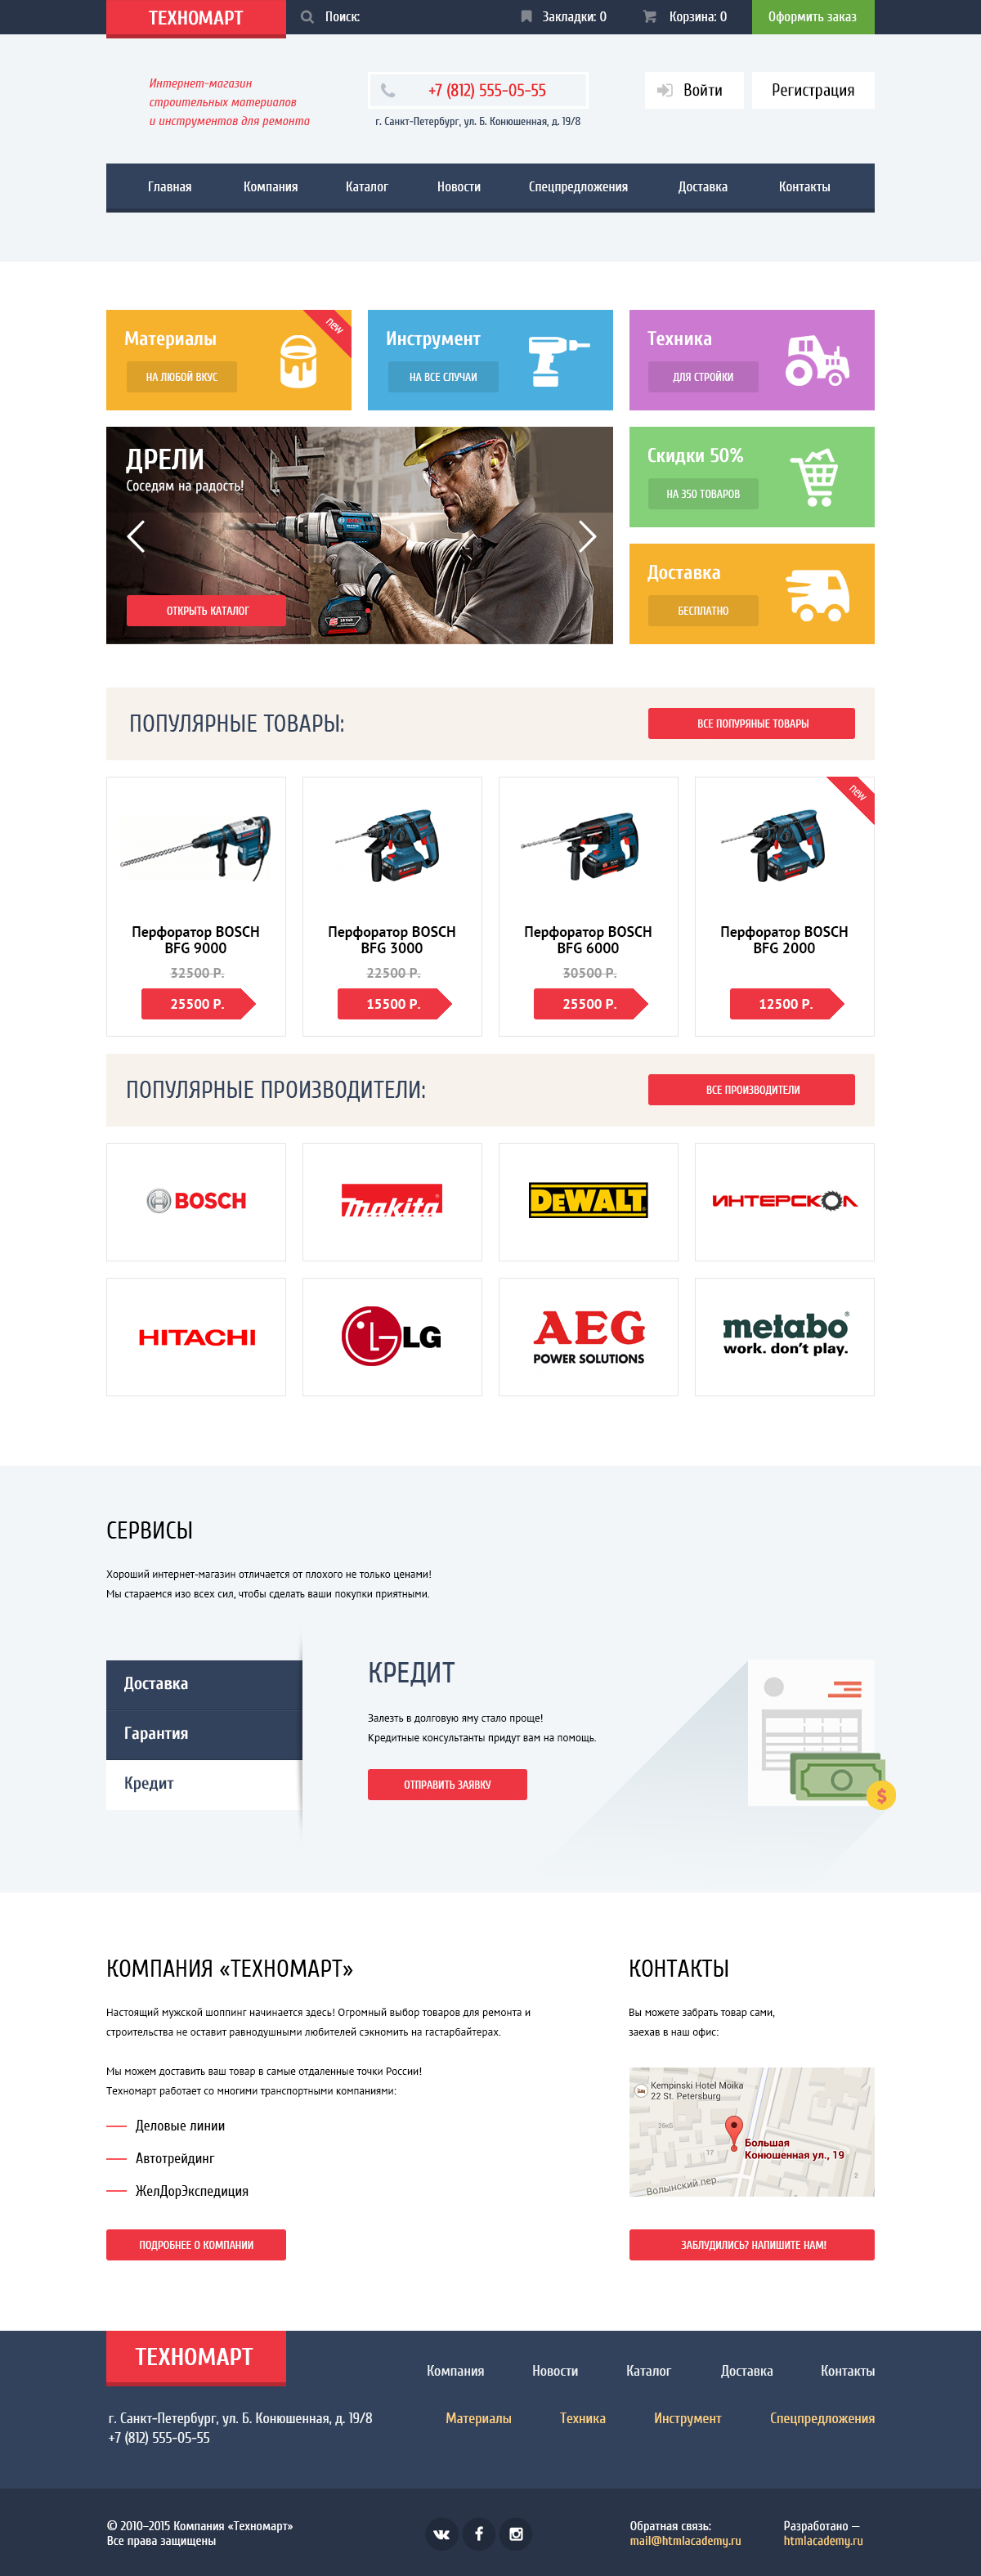 ТЕХНОМАРТ
Поиск:
Закладки: 0
Корзина: 0
Оформить заказ
Интернет-магазин
строительных материалов
и инструментов для ремонта
+7 (812) 555-05-55
г. Санкт-Петербург, ул. Б. Конюшенная, д. 19/8
Войти
Регистрация
Главная
Компания
Каталог
Новости
Спецпредложения
Доставка
Контакты
Материалы
НА ЛЮБОЙ ВКУС
new
Инструмент
НА ВСЕ СЛУЧАИ
Техника
ДЛЯ СТРОЙКИ
ДРЕЛИ
Соседям на радость!
ОТКРЫТЬ КАТАЛОГ
Скидки 50%
НА 350 ТОВАРОВ
Доставка
БЕСПЛАТНО
ПОПУЛЯРНЫЕ ТОВАРЫ:
ВСЕ ПОПУРЯНЫЕ ТОВАРЫ
new
Перфоратор BOSCH
BFG 9000
32500 Р.
25500 Р.
Перфоратор BOSCH
BFG 3000
22500 Р.
15500 Р.
Перфоратор BOSCH
BFG 6000
30500 Р.
25500 Р.
Перфоратор BOSCH
BFG 2000
12500 Р.
ПОПУЛЯРНЫЕ ПРОИЗВОДИТЕЛИ:
ВСЕ ПРОИЗВОДИТЕЛИ
BOSCH
makita
DEWALT
ИНТЕРСКОЛ
HITACHI
LG
AEG
POWER SOLUTIONS
metabo
work. don't play.
СЕРВИСЫ
Хороший интернет-магазин отличается от плохого не только ценами!
Мы стараемся изо всех сил, чтобы сделать ваши покупки приятными.
Доставка
Гарантия
Кредит
КРЕДИТ
Залезть в долговую яму стало проще!
Кредитные консультанты придут вам на помощь.
ОТПРАВИТЬ ЗАЯВКУ
$
КОМПАНИЯ «ТЕХНОМАРТ»
Настоящий мужской шоппинг начинается здесь! Огромный выбор товаров для ремонта и
строительства не оставит равнодушными любителей сэкномить на гастарбайтерах.
Мы можем доставить ваш товар в самые отдаленные точки России!
Техномарт работает со многими транспортными компаниями:
Деловые линии
Автотрейдинг
ЖелДорЭкспедиция
ПОДРОБНЕЕ О КОМПАНИИ
КОНТАКТЫ
Вы можете забрать товар сами,
заехав в наш офис:
Kempinski Hotel Moika
22 St. Petersburg
26к5
Большая
Конюшенная ул., 19
17
2
Волынский пер.
ЗАБЛУДИЛИСЬ? НАПИШИТЕ НАМ!
ТЕХНОМАРТ
Компания
Новости
Каталог
Доставка
Контакты
г. Санкт-Петербург, ул. Б. Конюшенная, д. 19/8
+7 (812) 555-05-55
Материалы
Техника
Инструмент
Спецпредложения
© 2010–2015 Компания «Техномарт»
Все права защищены
Обратная связь:
mail@htmlacademy.ru
Разработано —
htmlacademy.ru